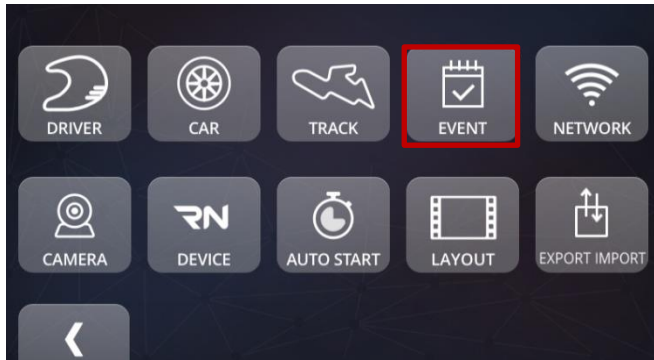 DRIVER
CAR
TRACK
EVENT
NETWORK
CAMERA
RN
DEVICE
AUTO START
LAYOUT
EXPORT IMPORT